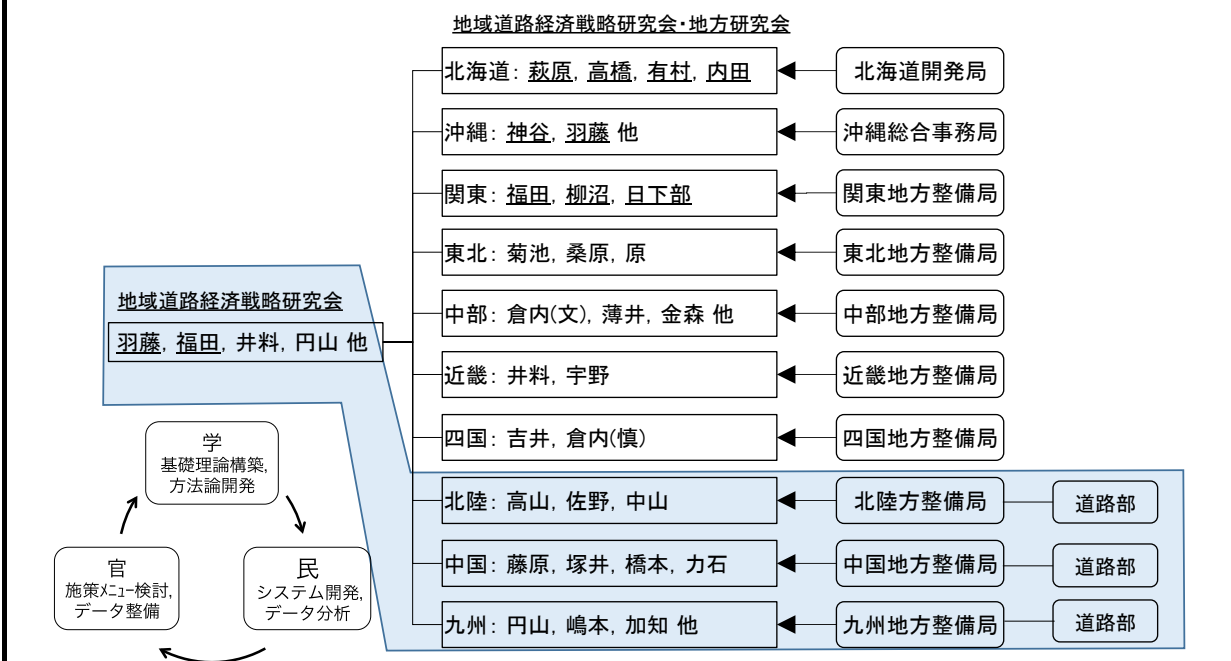 地域道路経済戦略研究会・地方研究会
北海道: 萩原, 高橋, 有村, 内田
北海道開発局
沖縄: 神谷, 羽藤 他
沖縄総合事務局
関東: 福田, 柳沼, 日下部
関東地方整備局
東北: 菊池, 桑原, 原
東北地方整備局
地域道路経済戦略研究会
羽藤, 福田, 井料, 円山 他
中部: 倉内(文), 薄井, 金森 他
中部地方整備局
近畿: 井料, 宇野
近畿地方整備局
四国: 吉井, 倉内(慎)
四国地方整備局
北陸: 高山, 佐野, 中山
北陸方整備局
道路部
中国: 藤原, 塚井, 橋本, 力石
中国地方整備局
道路部
九州: 円山, 嶋本, 加知 他
九州地方整備局
道路部
学
基礎理論構築,
方法論開発
官
施策メニュー検討,
データ整備
民
システム開発,
データ分析